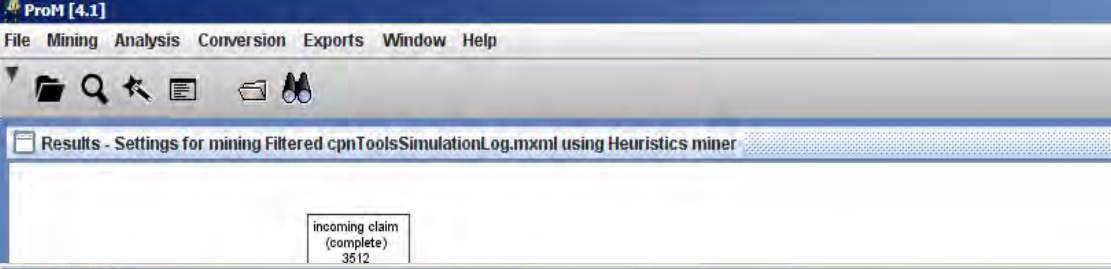 ProM [4.1]
File Mining Analysis Conversion Exports Window Help
Results - Settings for mining Filtered cpnToolsSimulationLog.mxml using Heuristics miner
incoming claim
(complete)
3512